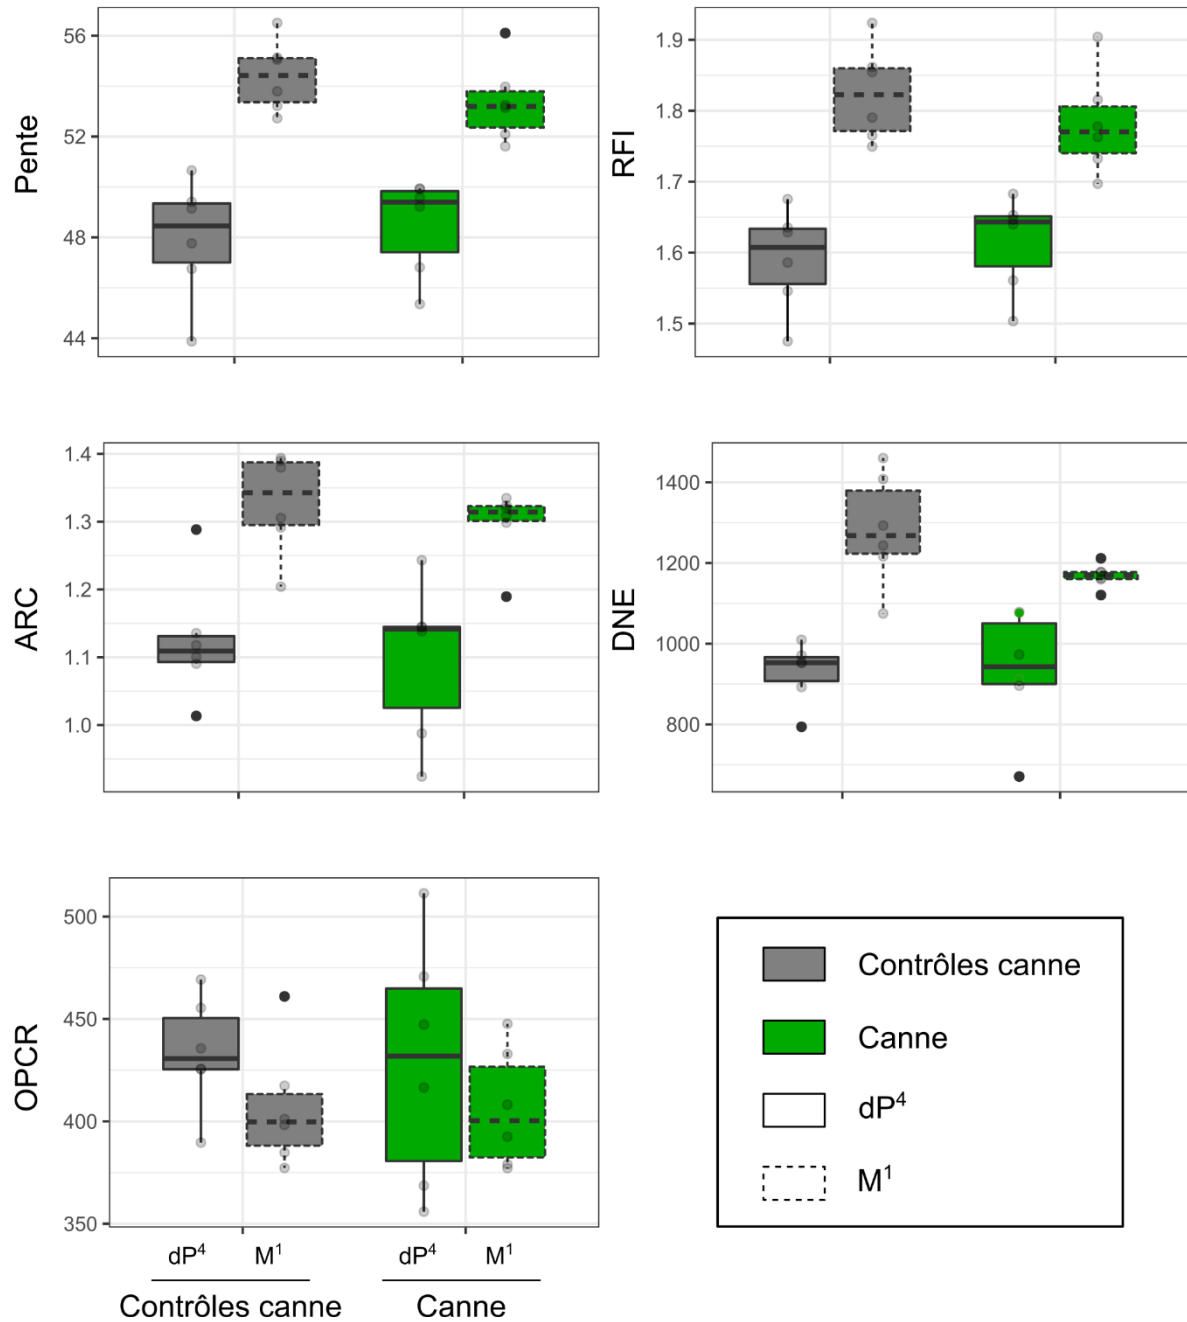 Pente
56
52
48
44
RFI
1.9
1.8
1.7
1.6
1.5
ARC
1.4
1.3
1.2
1.1
1.0
DNE
1400
1200
1000
800
OPCR
500
450
400
350
dP⁴ M¹ dP⁴ M¹
Contrôles canne Canne
Contrôles canne
Canne
dP⁴
M¹